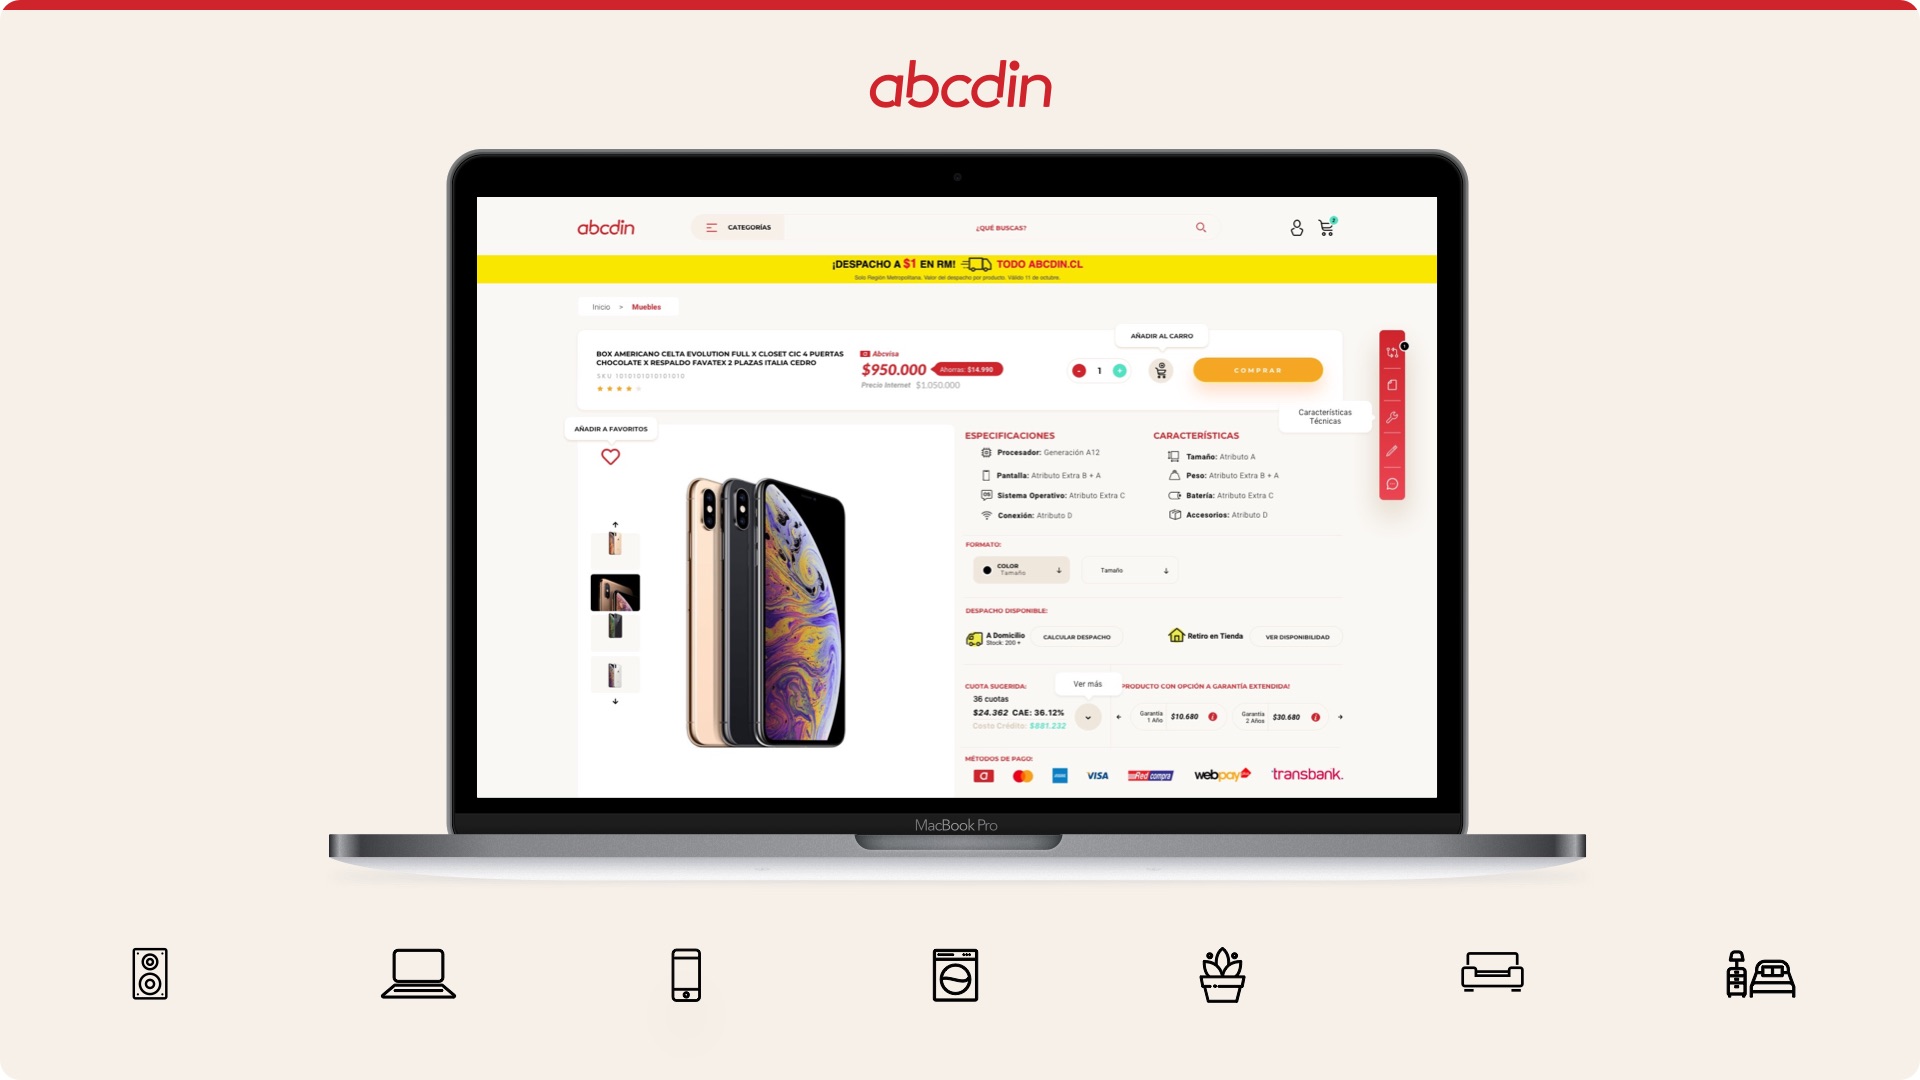 abcdin
abcdin
CATEGORÍAS
¿QUÉ BUSCAS?
2
¡DESPACHO A $1 EN RM! TODO ABCDIN.CL
Solo Región Metropolitana. Valor del despacho por producto. Válido 11 de octubre.
Inicio > Muebles
AÑADIR AL CARRO
BOX AMERICANO CELTA EVOLUTION FULL X CLOSET CIC 4 PUERTAS
CHOCOLATE X RESPALDO FAVATEX 2 PLAZAS ITALIA CEDRO
SKU 1010101010101010
Abcvisa
$950.000 Ahorras: $14.990
Precio Internet $1.050.000
- 1 +
COMPRAR
Características
Técnicas
AÑADIR A FAVORITOS
ESPECIFICACIONES
Procesador: Generación A12
Pantalla: Atributo Extra B + A
OS Sistema Operativo: Atributo Extra C
Conexión: Atributo D
CARACTERÍSTICAS
Tamaño: Atributo A
Peso: Atributo Extra B + A
Batería: Atributo Extra C
Accesorios: Atributo D
FORMATO:
COLOR
Tamaño
Tamaño
DESPACHO DISPONIBLE:
A Domicilio
Stock: 200 +
CALCULAR DESPACHO
Retiro en Tienda
VER DISPONIBILIDAD
CUOTA SUGERIDA:
36 cuotas
$24.362 CAE: 36.12%
Costo Crédito: $881.232
Ver más
PRODUCTO CON OPCIÓN A GARANTÍA EXTENDIDA!
Garantía
1 Año
$10.680
Garantía
2 Años
$30.680
MÉTODOS DE PAGO:
a
VISA
RedCompra
webpay
transbank.
MacBook Pro